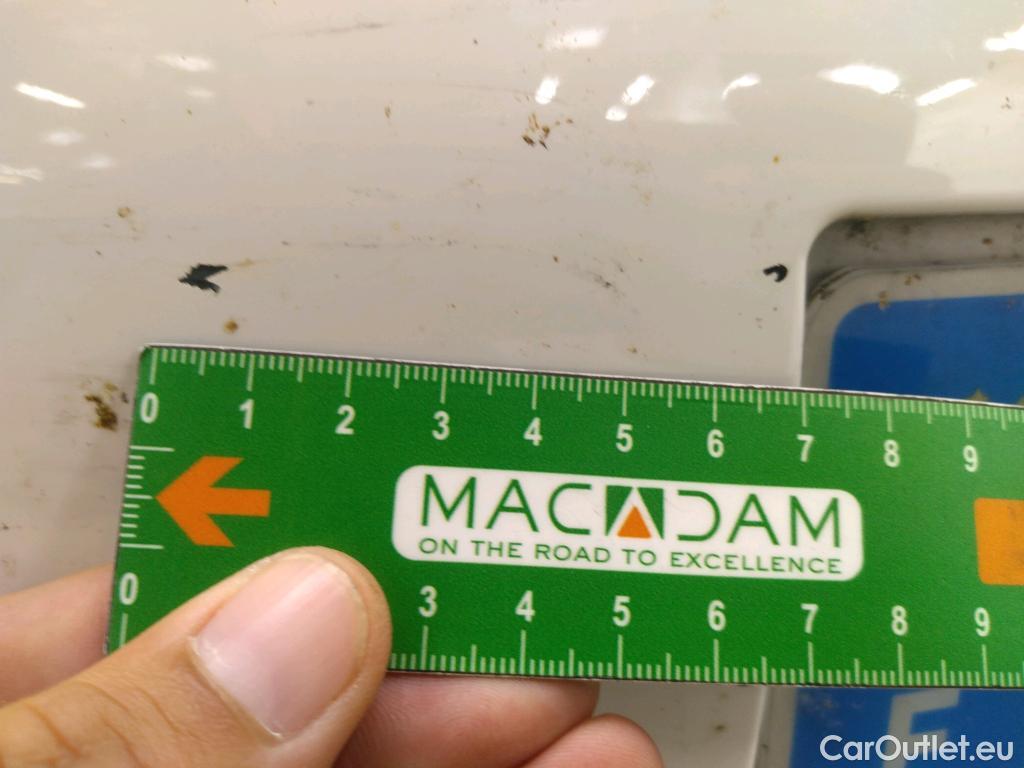 0 1 2 3 4 5 6 7 8 9
MACADAM
ON THE ROAD TO EXCELLENCE
0 3 4 5 6 7 8 9
F
CarOutlet.eu